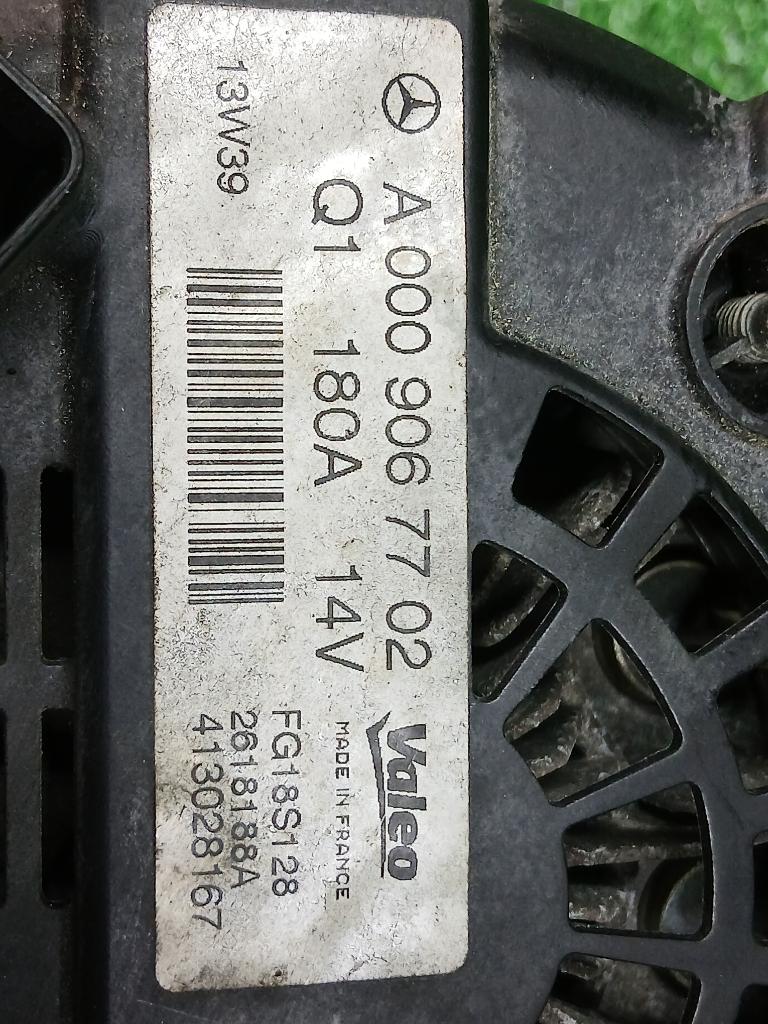 A 000 906 77 02
Q1 180A 14V
13W39
Valeo
MADE IN FRANCE
FG18S128
2618188A
413028167